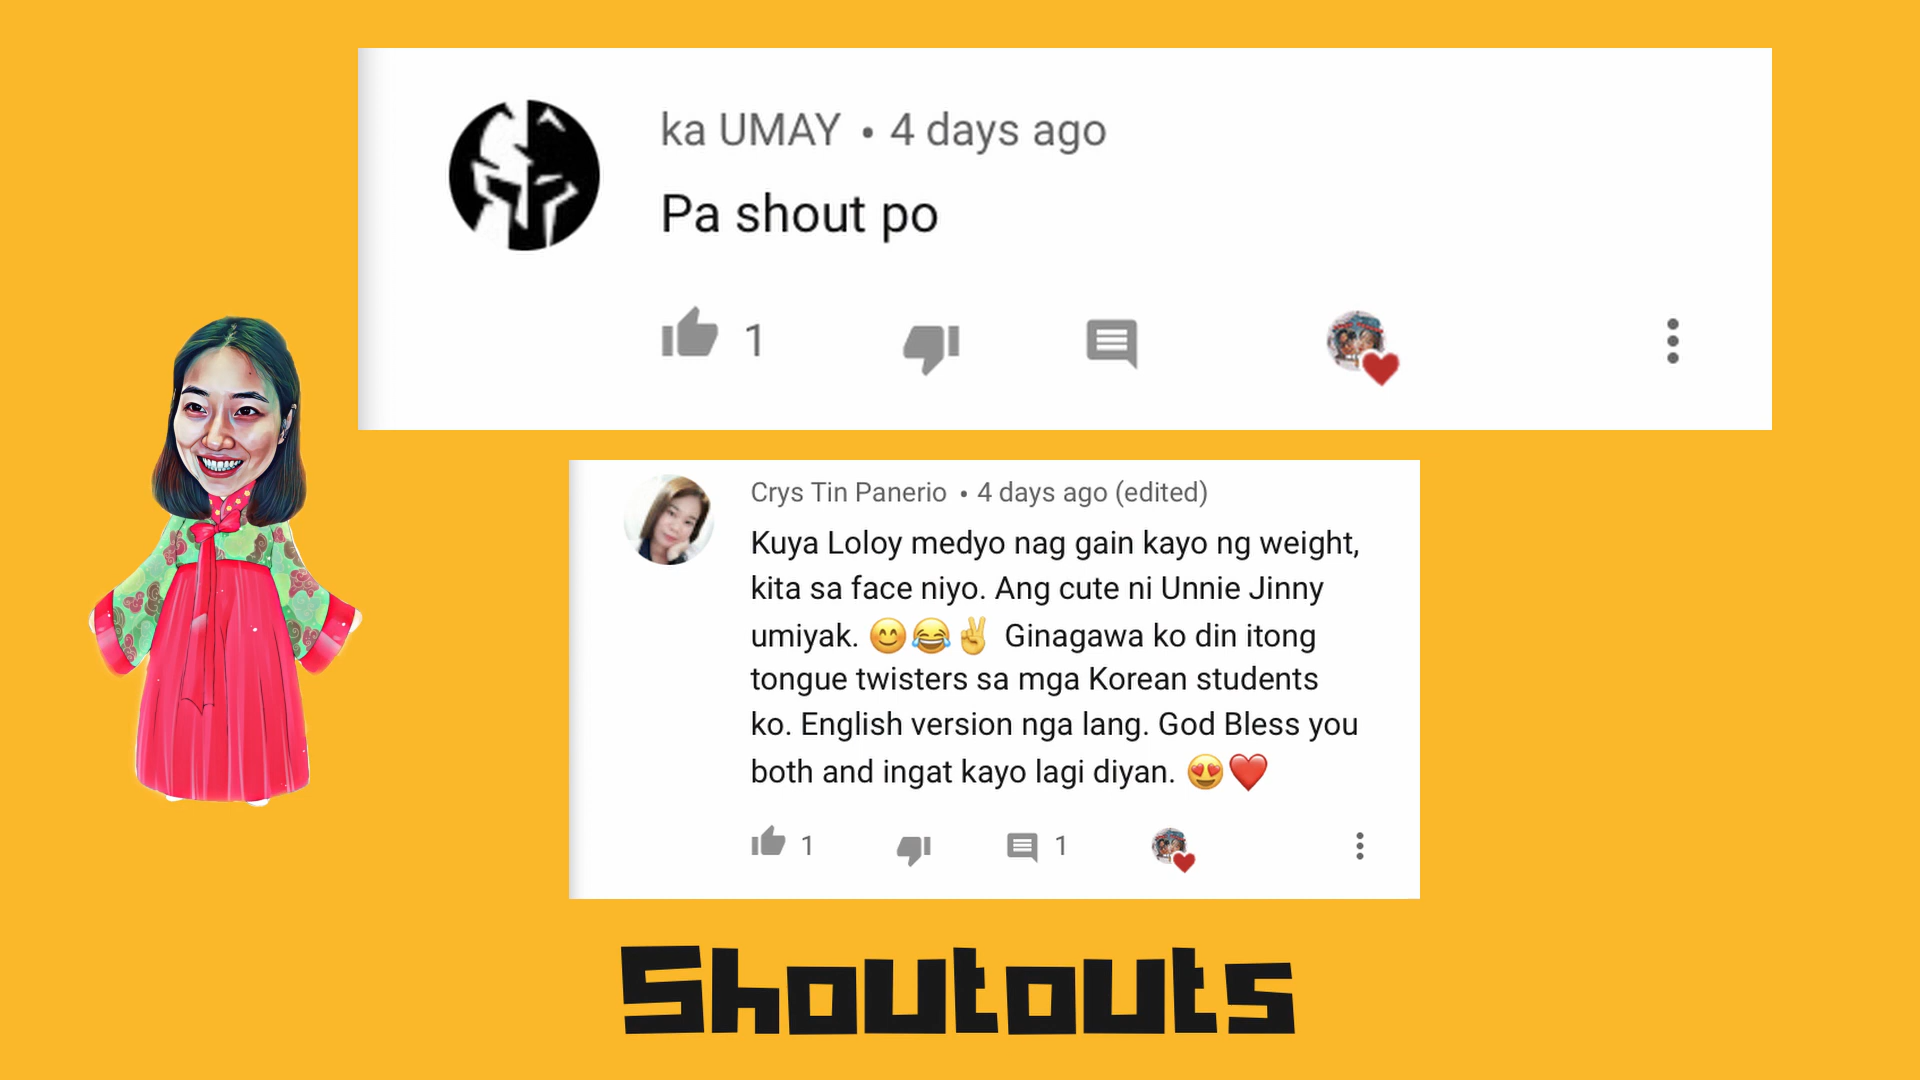 ka UMAY • 4 days ago
Pa shout po
1
Crys Tin Panerio • 4 days ago (edited)
Kuya Loloy medyo nag gain kayo ng weight,
kita sa face niyo. Ang cute ni Unnie Jinny
umiyak. 😊😂✌️ Ginagawa ko din itong
tongue twisters sa mga Korean students
ko. English version nga lang. God Bless you
both and ingat kayo lagi diyan. 😍❤️
1 1
Shoutouts